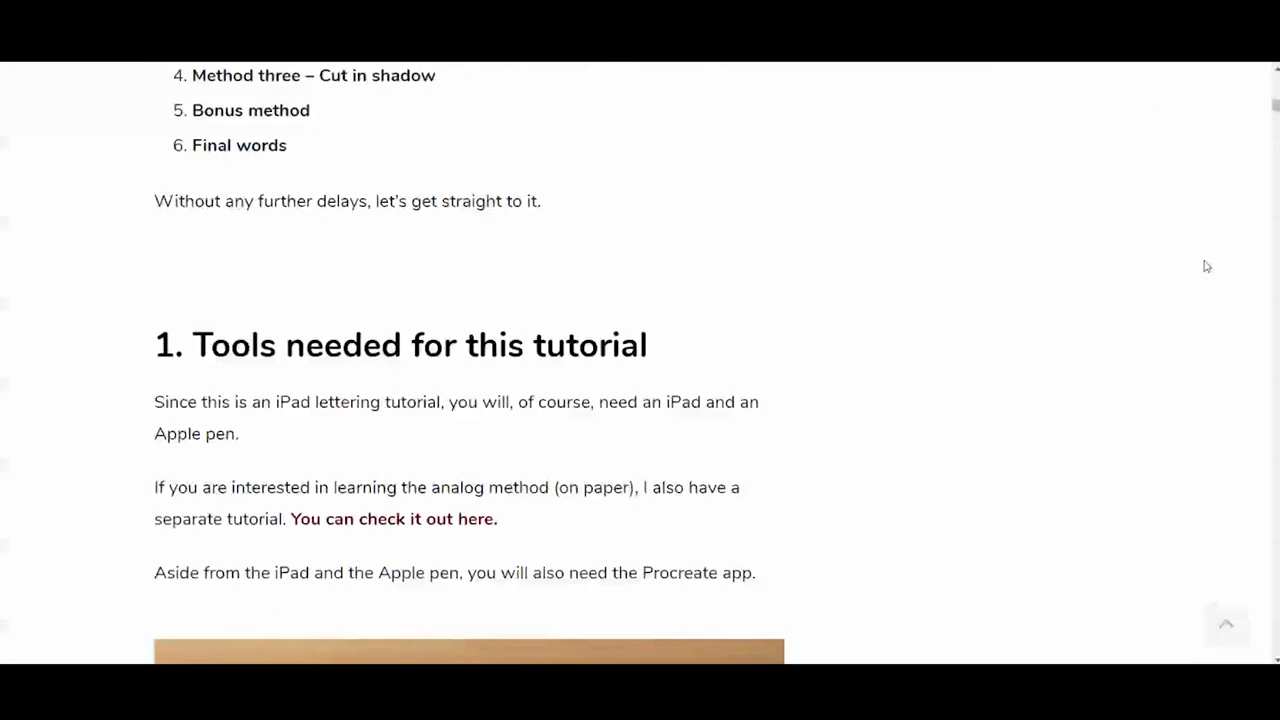 4. Method three – Cut in shadow
5. Bonus method
6. Final words
Without any further delays, let's get straight to it.
1. Tools needed for this tutorial
Since this is an iPad lettering tutorial, you will, of course, need an iPad and an
Apple pen.
If you are interested in learning the analog method (on paper), I also have a
separate tutorial. You can check it out here.
Aside from the iPad and the Apple pen, you will also need the Procreate app.